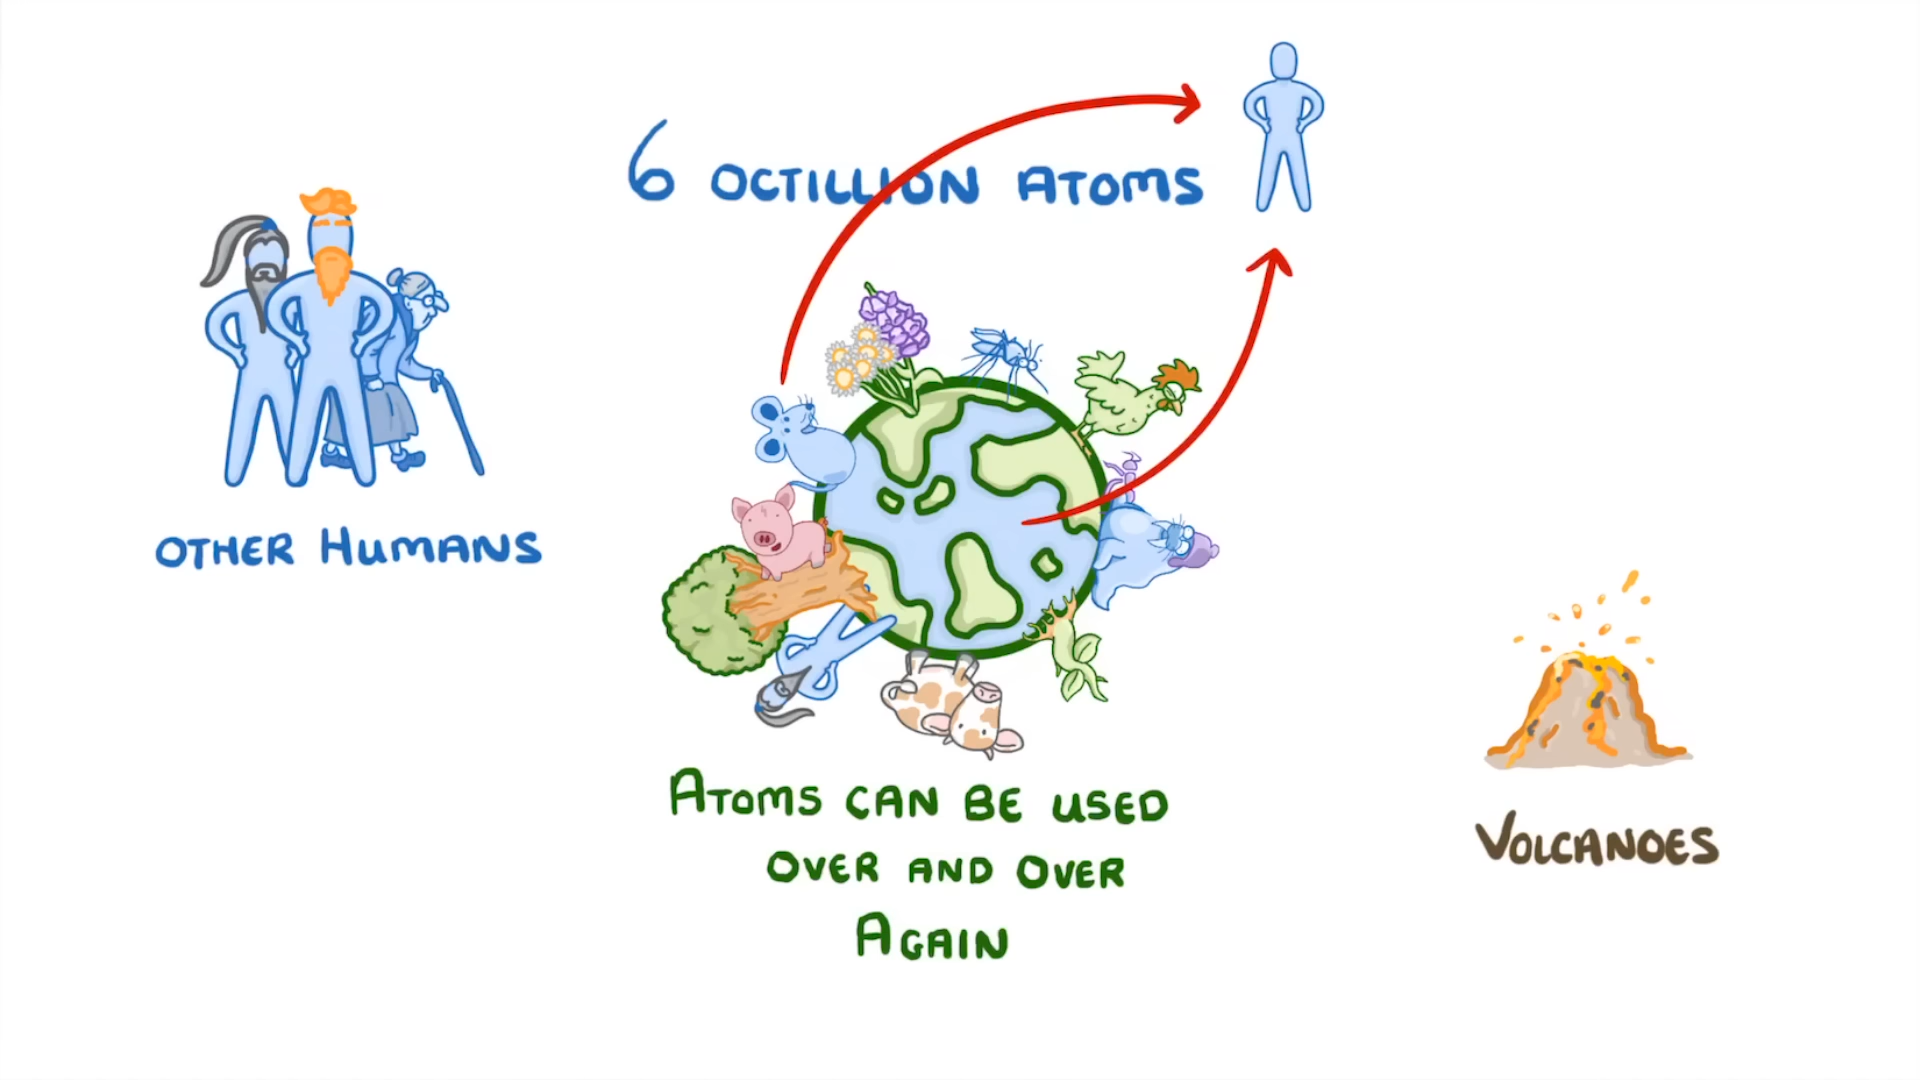 6 OCTILLION ATOMS
OTHER HUMANS
ATOMS CAN BE USED
OVER AND OVER
AGAIN
VOLCANOES